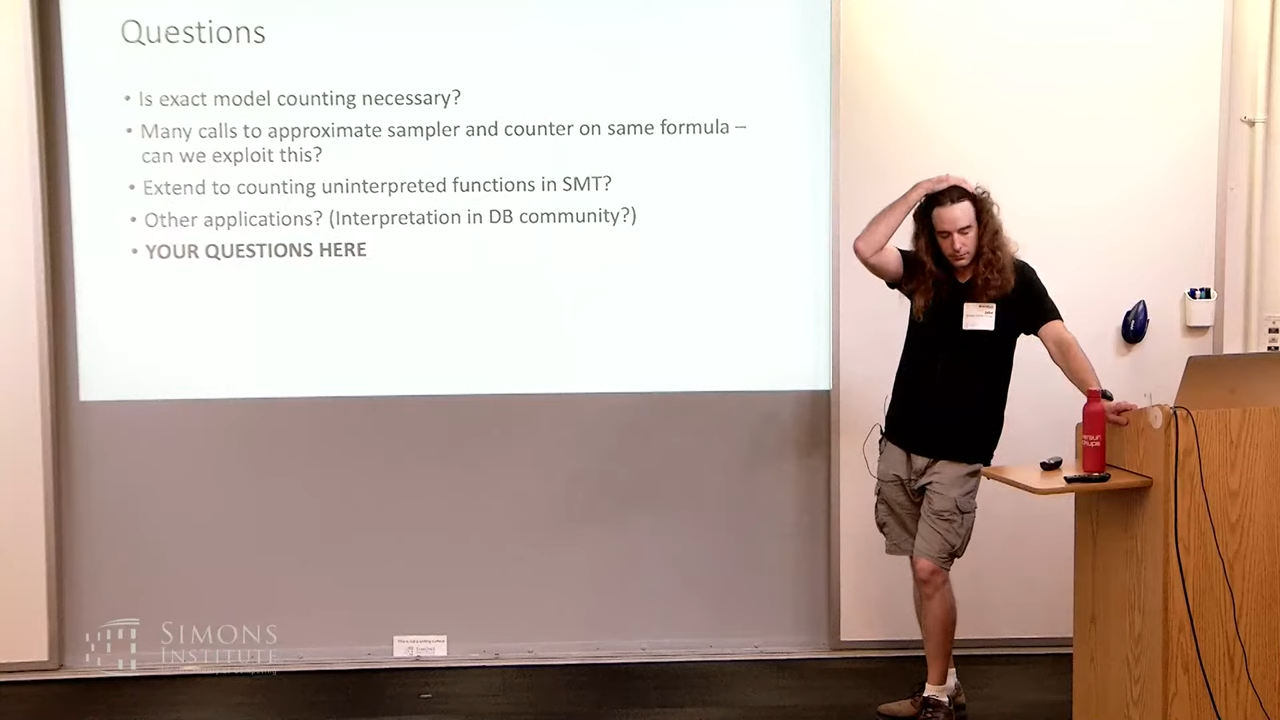 Questions
• Is exact model counting necessary?
• Many calls to approximate sampler and counter on same formula –
can we exploit this?
• Extend to counting uninterpreted functions in SMT?
• Other applications? (Interpretation in DB community?)
• YOUR QUESTIONS HERE
SIMONS
INSTITUTE